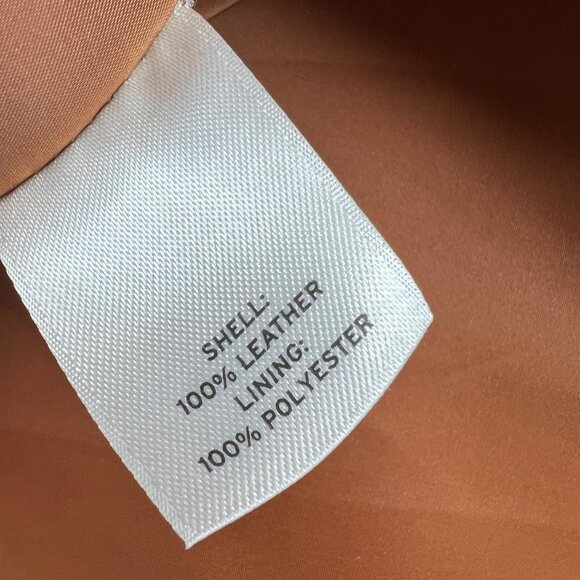 SHELL:
100% LEATHER
LINING:
100% POLYESTER